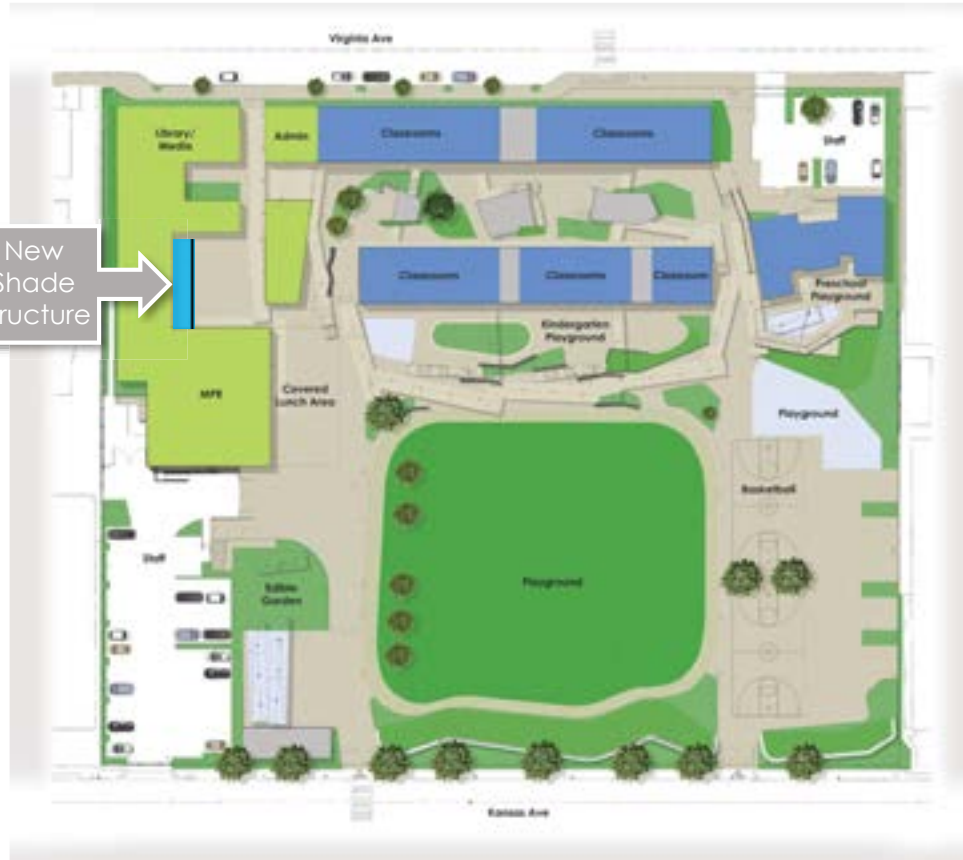 Virginia Ave
Library/
Media
Admin
Classrooms
Classrooms
Staff
New
Shade
tructure
Classrooms
Classrooms
Classroom
Preschool
Playground
Kindergarten
Playground
MPR
Covered
Lunch Area
Playground
Basketball
Staff
Edible
Garden
Playground
Kansas Ave